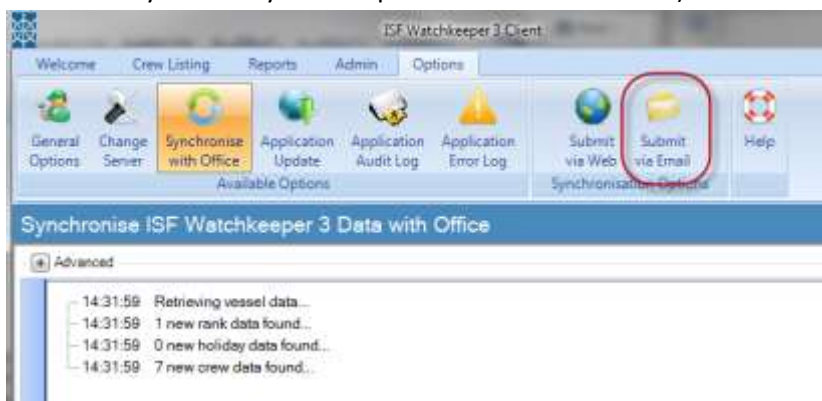 ISF Watchkeeper 3 Client
Welcome Crew Listing Reports Admin Options
General Options
Change Server
Synchronise with Office
Application Update
Application Audit Log
Application Error Log
Submit via Web
Submit via Email
Help
Available Options
Synchronisation Options
Synchronise ISF Watchkeeper 3 Data with Office
Advanced
14:31:59 Retrieving vessel data...
14:31:59 1 new rank data found...
14:31:59 0 new holiday data found...
14:31:59 7 new crew data found...